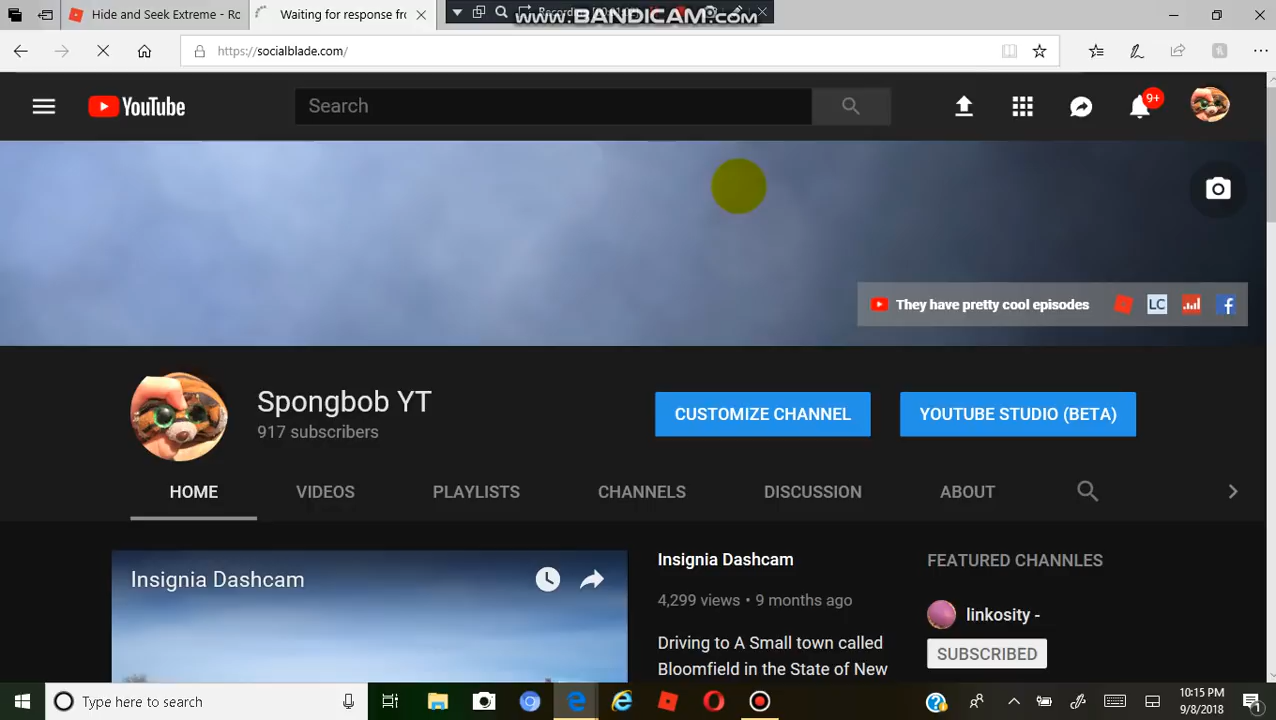 Hide and Seek Extreme - Ro
Waiting for response fro
www.BANDICAM.com
https://socialblade.com/
YouTube
Search
9+
They have pretty cool episodes
LC
Spongbob YT
917 subscribers
CUSTOMIZE CHANNEL
YOUTUBE STUDIO (BETA)
HOME
VIDEOS
PLAYLISTS
CHANNELS
DISCUSSION
ABOUT
Insignia Dashcam
Insignia Dashcam
4,299 views • 9 months ago
Driving to A Small town called
Bloomfield in the State of New
FEATURED CHANNLES
linkosity -
SUBSCRIBED
Type here to search
10:15 PM
9/8/2018
1